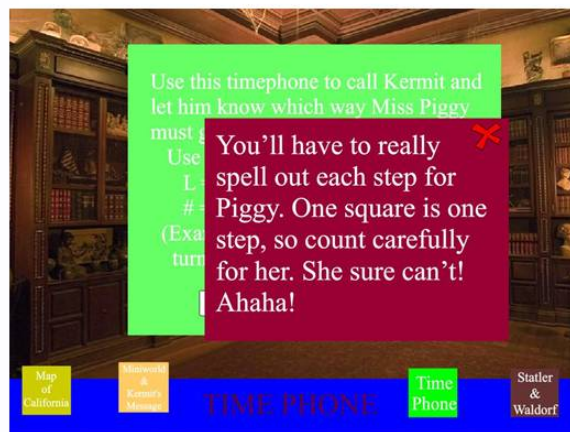 Use this timephone to call Kermit and
let him know which way Miss Piggy
must
Use
L =
# =
(Exa
turn
You'll have to really
spell out each step for
Piggy. One square is one
step, so count carefully
for her. She sure can't!
Ahaha!
Map
of
California
Miniworld
&
Kermit's
Message
TIME PHONE
Time
Phone
Statler
&
Waldorf